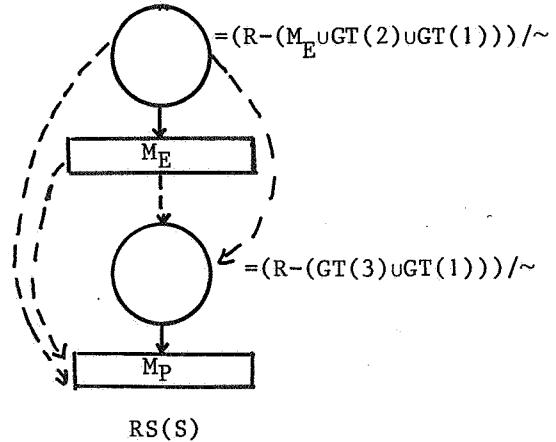 =(R-(M_E∪GT(2)∪GT(1)))/~
M_E
=(R-(GT(3)∪GT(1)))/~
M_P
RS(S)